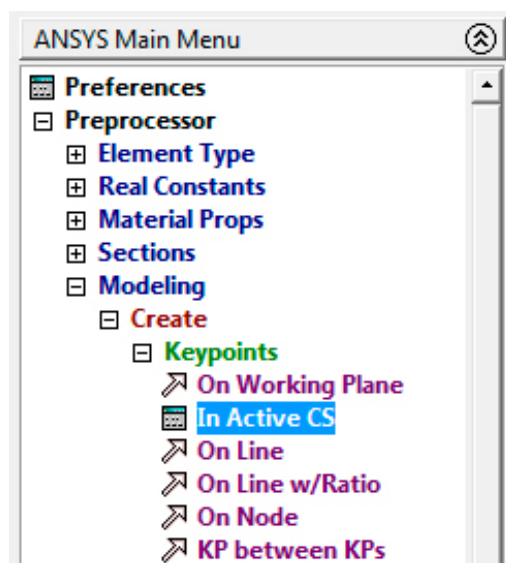 ANSYS Main Menu
Preferences
Preprocessor
Element Type
Real Constants
Material Props
Sections
Modeling
Create
Keypoints
On Working Plane
In Active CS
On Line
On Line w/Ratio
On Node
KP between KPs